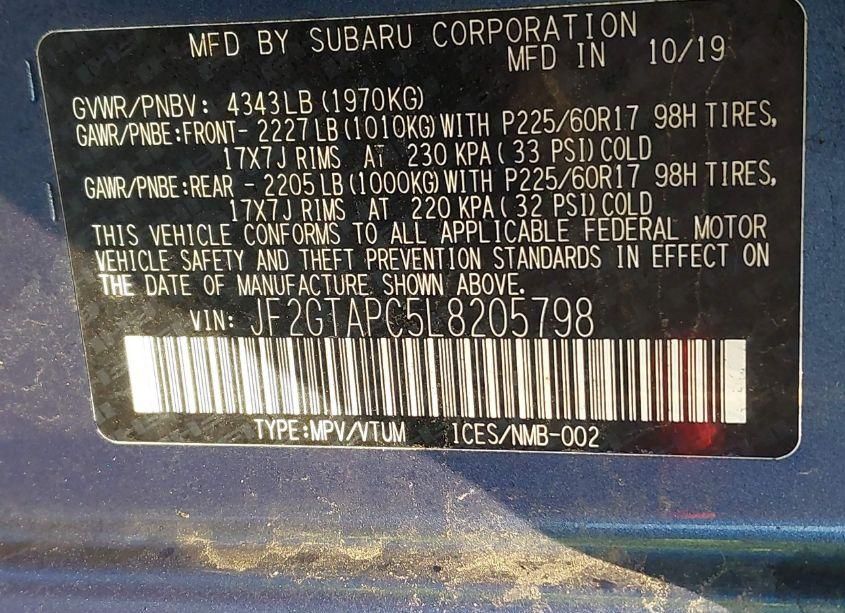 MFD BY SUBARU CORPORATION
MFD IN 10/19
GVWR/PNBV: 4343LB(1970KG)
GAWR/PNBE:FRONT- 2227LB(1010KG)WITH P225/60R17 98H TIRES,
17X7J RIMS AT 230 KPA(33 PSI)COLD
GAWR/PNBE:REAR - 2205LB(1000KG)WITH P225/60R17 98H TIRES,
17X7J RIMS AT 220 KPA(32 PSI)COLD
THIS VEHICLE CONFORMS TO ALL APPLICABLE FEDERAL MOTOR
VEHICLE SAFETY AND THEFT PREVENTION STANDARDS IN EFFECT ON
THE DATE OF MANUFACTURE SHOWN ABOVE.
VIN: JF2GTAPC5L8205798
TYPE:MPV/VTUM ICES/NMB-002